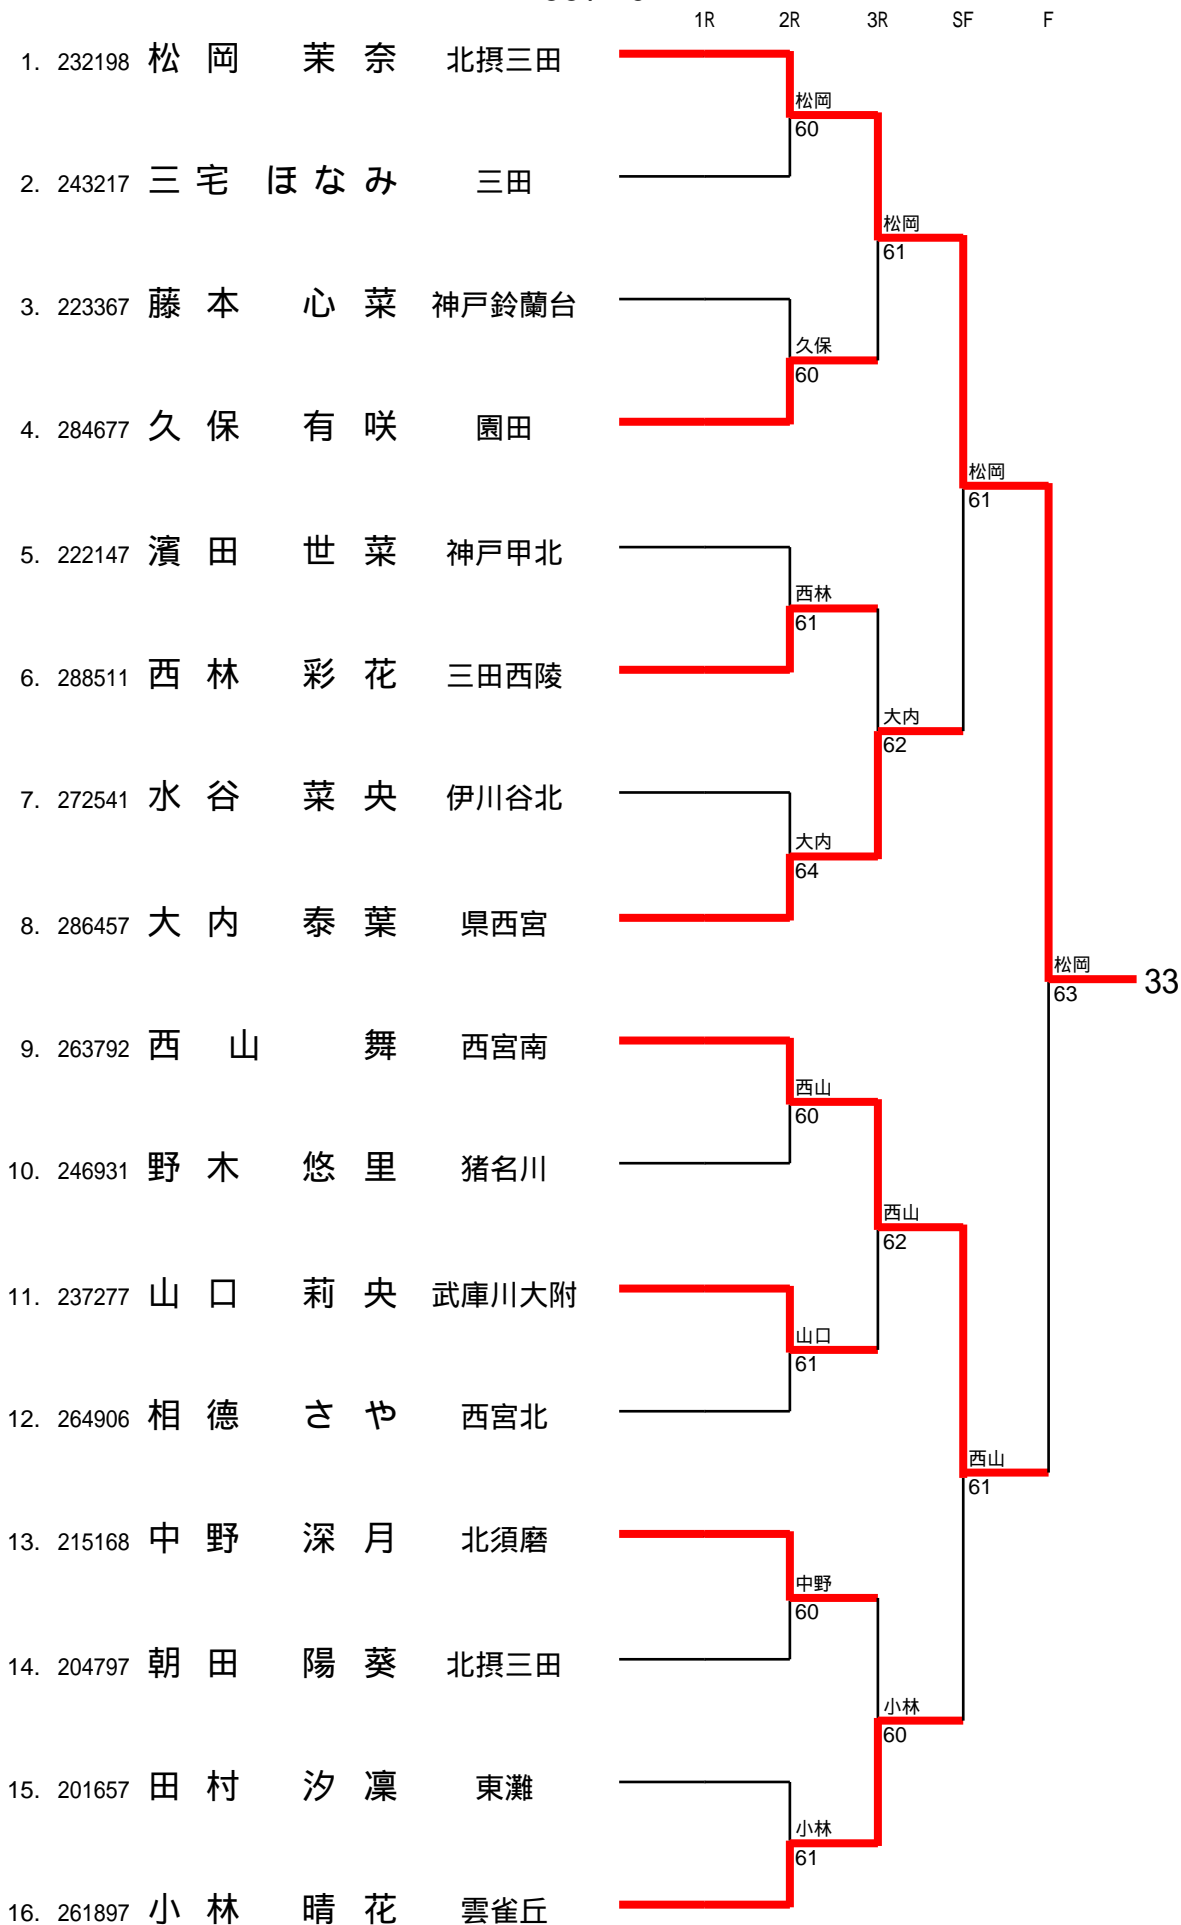 1R 2R 3R SF F
1. 232198 松岡 茉奈 北摂三田
松岡
60
2. 243217 三宅 ほなみ 三田
松岡
61
3. 223367 藤本 心菜 神戸鈴蘭台
久保
60
4. 284677 久保 有咲 園田
松岡
61
5. 222147 濱田 世菜 神戸甲北
西林
61
6. 288511 西林 彩花 三田西陵
大内
62
7. 272541 水谷 菜央 伊川谷北
大内
64
8. 286457 大内 泰葉 県西宮
松岡
63
33
9. 263792 西山 舞 西宮南
西山
60
10. 246931 野木 悠里 猪名川
西山
62
11. 237277 山口 莉央 武庫川大附
山口
61
12. 264906 相德 さや 西宮北
西山
61
13. 215168 中野 深月 北須磨
中野
60
14. 204797 朝田 陽葵 北摂三田
小林
60
15. 201657 田村 汐凜 東灘
小林
61
16. 261897 小林 晴花 雲雀丘